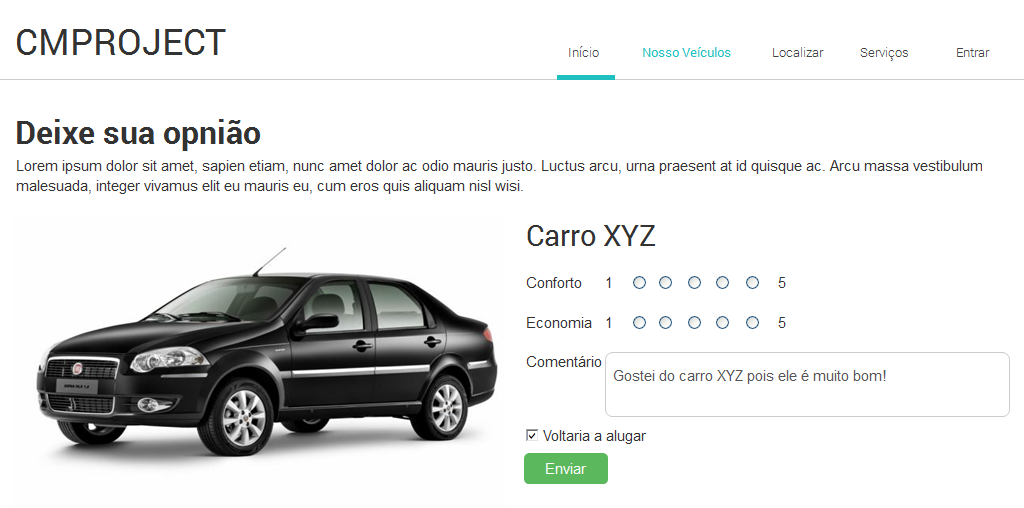 CMPROJECT
Início Nosso Veículos Localizar Serviços Entrar
Deixe sua opnião
Lorem ipsum dolor sit amet, sapien etiam, nunc amet dolor ac odio mauris justo. Luctus arcu, urna praesent at id quisque ac. Arcu massa vestibulum
malesuada, integer vivamus elit eu mauris eu, cum eros quis aliquam nisl wisi.
Carro XYZ
Conforto 1 5
Economia 1 5
Comentário
Gostei do carro XYZ pois ele é muito bom!
Voltaria a alugar
Enviar